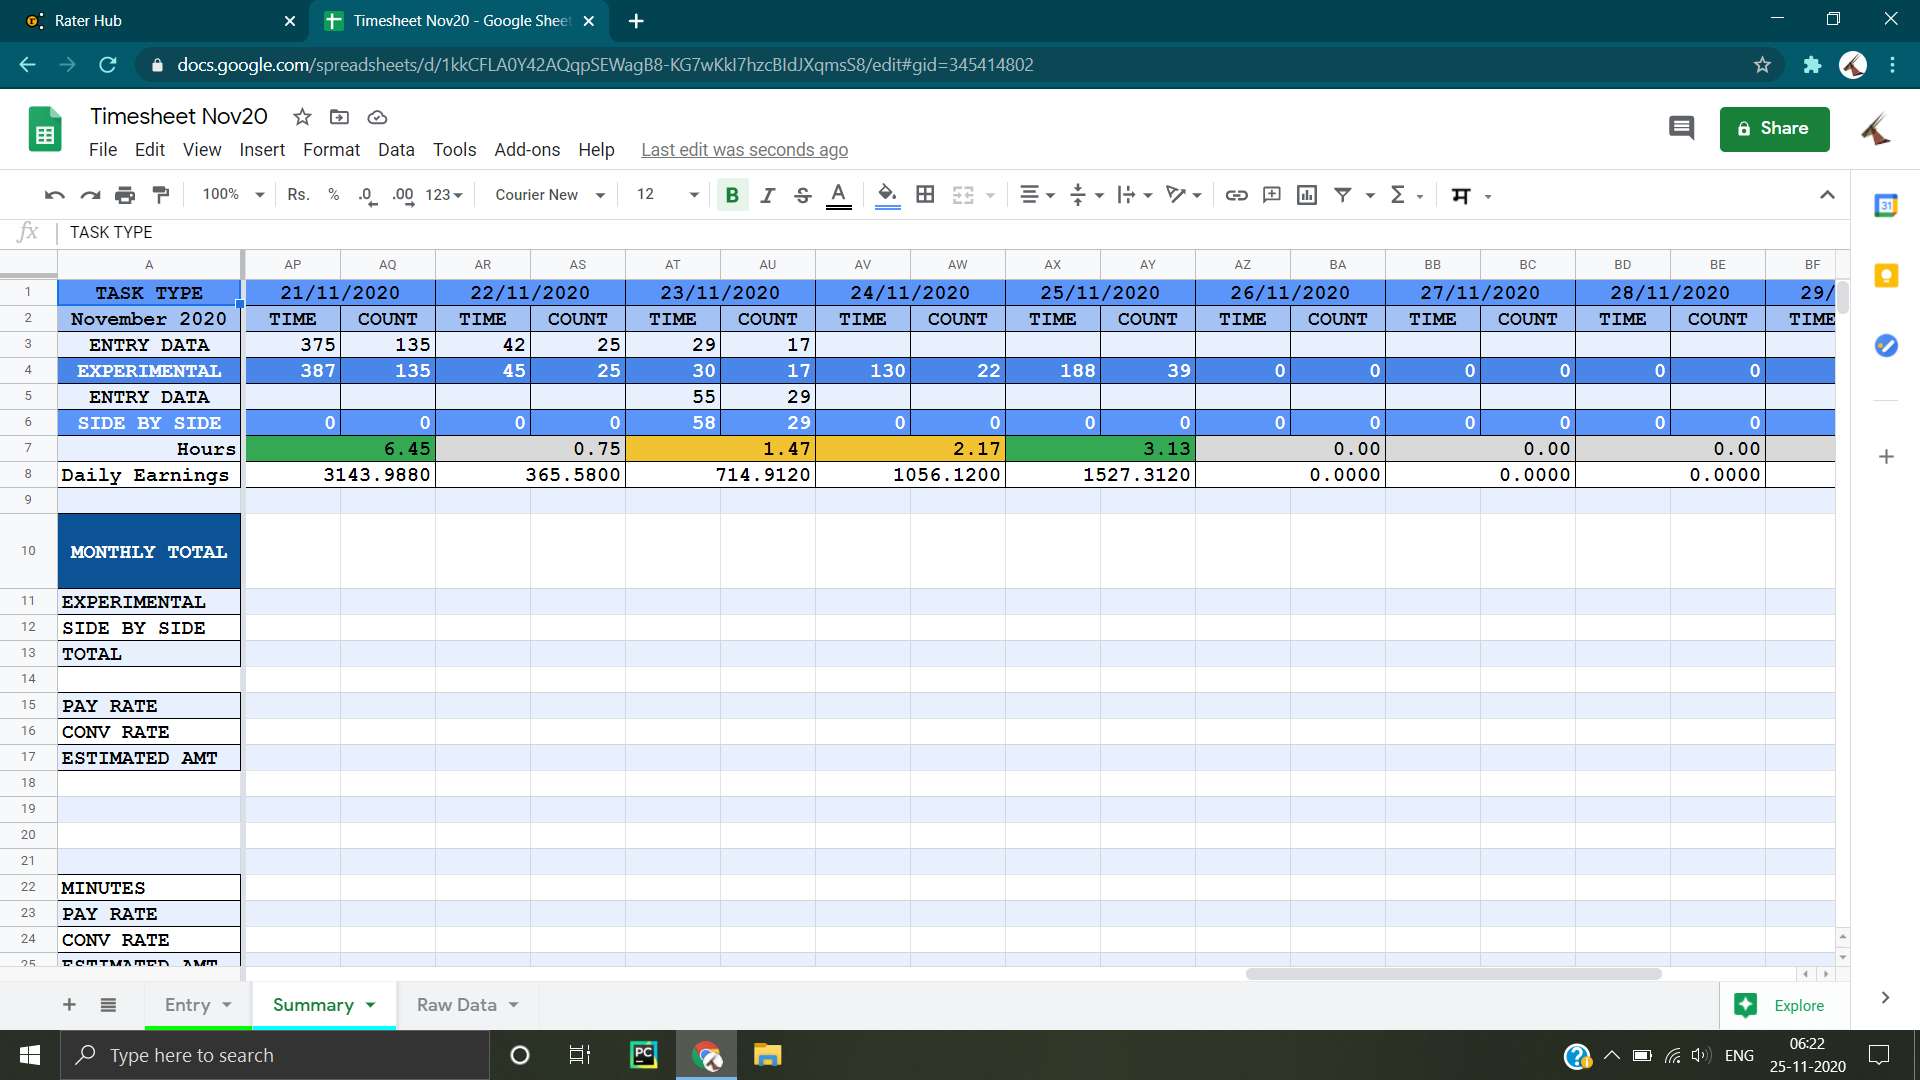 Rater Hub
Timesheet Nov20 - Google Sheet
docs.google.com/spreadsheets/d/1kkCFLA0Y42AQqpSEWagB8-KG7wKkI7hzcBIdJXqmsS8/edit#gid=345414802
Timesheet Nov20
Share
File Edit View Insert Format Data Tools Add-ons Help Last edit was seconds ago
100% Rs. % .0 .00 123 Courier New 12 B I S A
fx TASK TYPE
A AP AQ AR AS AT AU AV AW AX AY AZ BA BB BC BD BE BF
1 TASK TYPE 21/11/2020 22/11/2020 23/11/2020 24/11/2020 25/11/2020 26/11/2020 27/11/2020 28/11/2020 29/
2 November 2020 TIME COUNT TIME COUNT TIME COUNT TIME COUNT TIME COUNT TIME COUNT TIME COUNT TIME COUNT TIME
3 ENTRY DATA 375 135 42 25 29 17
4 EXPERIMENTAL 387 135 45 25 30 17 130 22 188 39 0 0 0 0 0 0
5 ENTRY DATA 55 29
6 SIDE BY SIDE 0 0 0 0 58 29 0 0 0 0 0 0 0 0 0 0
7 Hours 6.45 0.75 1.47 2.17 3.13 0.00 0.00 0.00
8 Daily Earnings 3143.9880 365.5800 714.9120 1056.1200 1527.3120 0.0000 0.0000 0.0000
9
10 MONTHLY TOTAL
11 EXPERIMENTAL
12 SIDE BY SIDE
13 TOTAL
14
15 PAY RATE
16 CONV RATE
17 ESTIMATED AMT
18
19
20
21
22 MINUTES
23 PAY RATE
24 CONV RATE
25 ESTIMATED AMT
Entry Summary Raw Data Explore
Type here to search
PC
ENG
06:22
25-11-2020
31